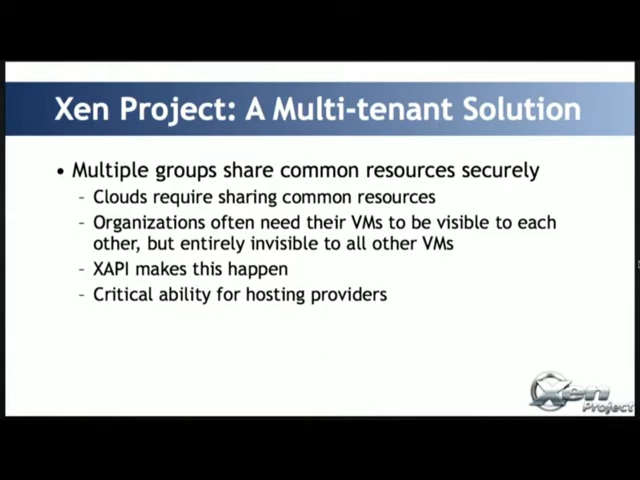 Xen Project: A Multi-tenant Solution
• Multiple groups share common resources securely
– Clouds require sharing common resources
– Organizations often need their VMs to be visible to each
other, but entirely invisible to all other VMs
– XAPI makes this happen
– Critical ability for hosting providers
Xen
Project